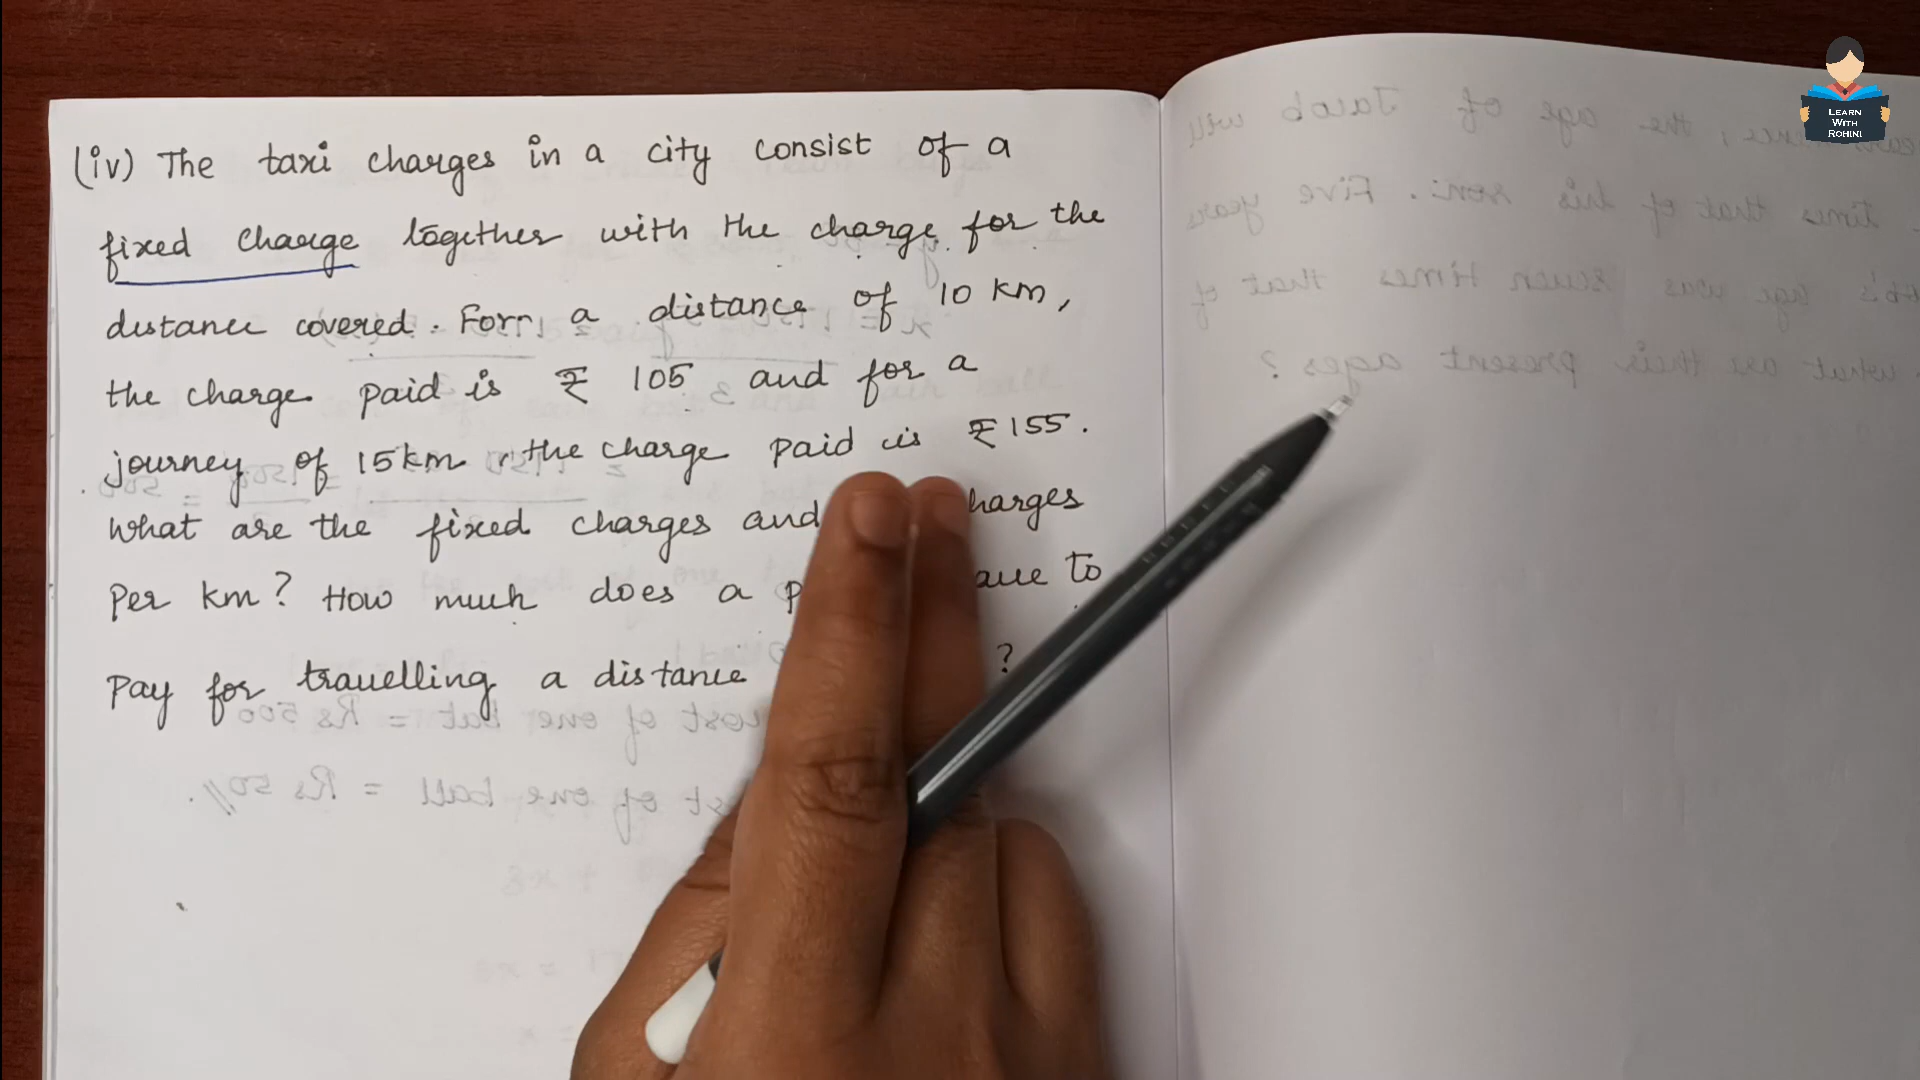 (iv) The taxi charges in a city consist of a
fixed charge together with the charge for the
distance covered. For a distance of 10 km,
the charge paid is ₹ 105 and for a
journey of 15km, the charge paid is ₹155.
What are the fixed charges and harges
Per km? How much does a to
Pay for travelling a distance ?
LEARN
WITH
ROHINI